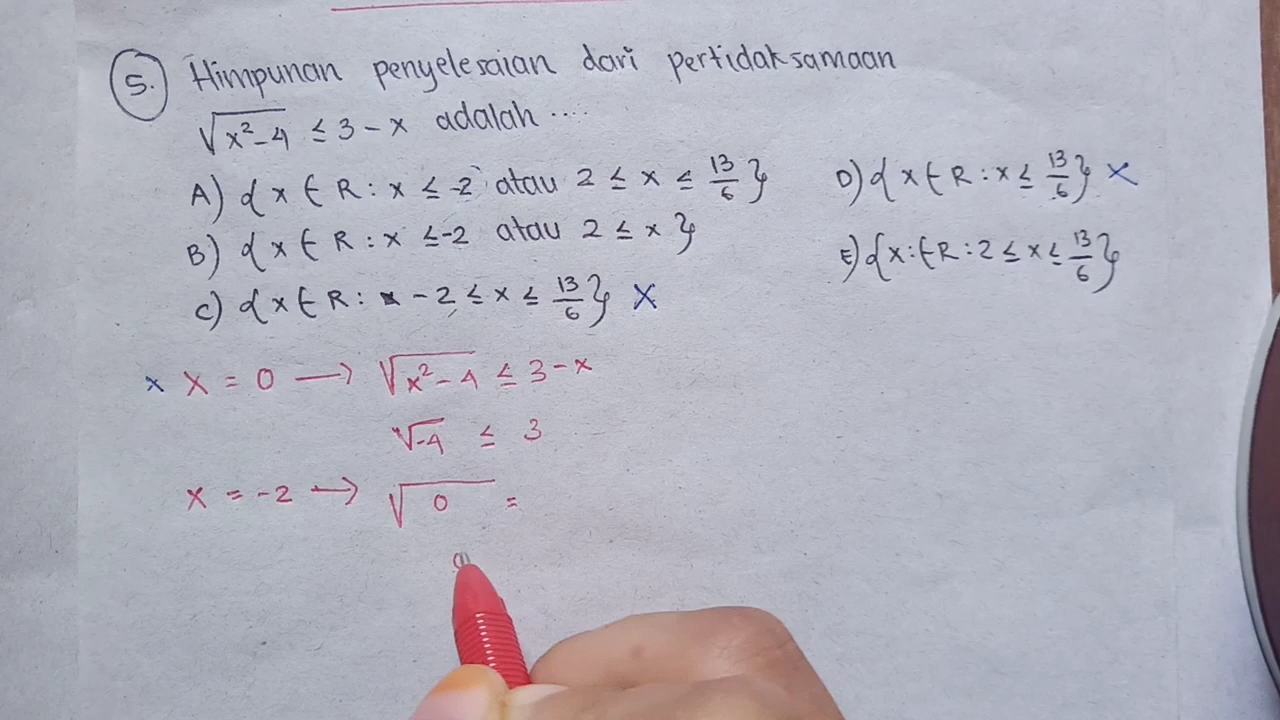 5. Himpunan penyelesaian dari pertidaksamaan
√(x²-4) ≤ 3 - x adalah ....
A) { x ∈ R : x ≤ -2 atau 2 ≤ x ≤ 13/6 }
B) { x ∈ R : x ≤ -2 atau 2 ≤ x }
C) { x ∈ R : - 2 ≤ x ≤ 13/6 } X
D) { x ∈ R : x ≤ 13/6 } X
E) { x : ∈ R : 2 ≤ x ≤ 13/6 }
x X = 0 → √(x²-4) ≤ 3 - x
√-4 ≤ 3
X = -2 → √0 =
0